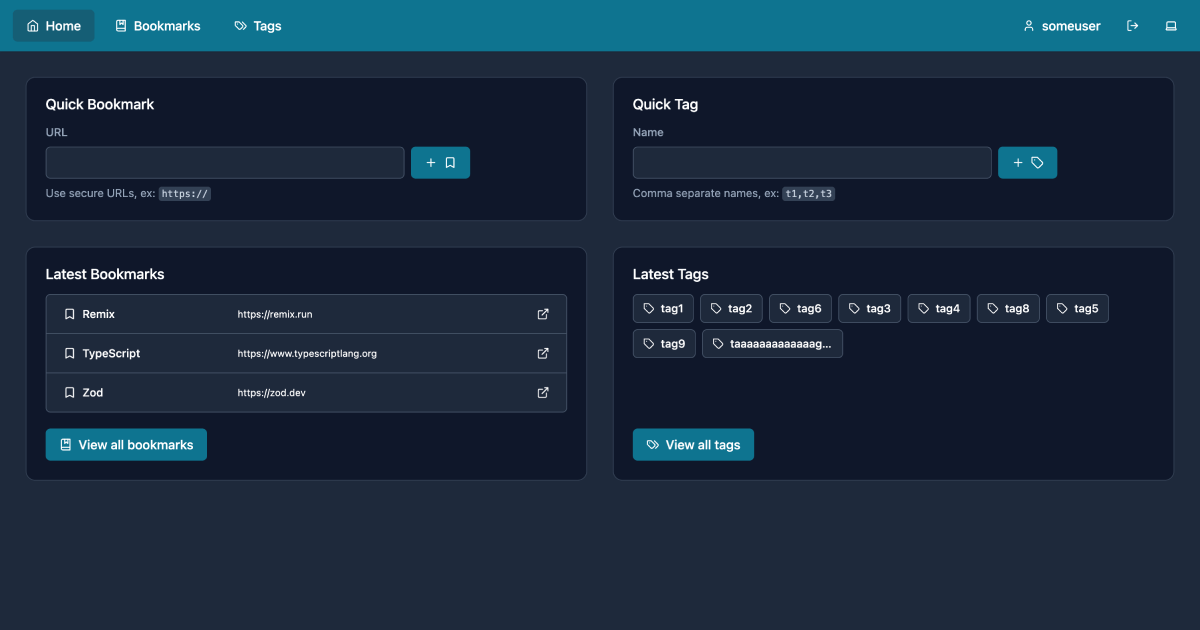 Home Bookmarks Tags someuser
Quick Bookmark
URL
Use secure URLs, ex: https://
Quick Tag
Name
Comma separate names, ex: t1,t2,t3
Latest Bookmarks
Remix https://remix.run
TypeScript https://www.typescriptlang.org
Zod https://zod.dev
View all bookmarks
Latest Tags
tag1 tag2 tag6 tag3 tag4 tag8 tag5
tag9 taaaaaaaaaaaaag...
View all tags